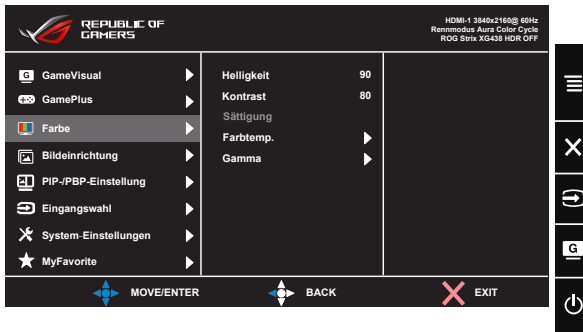 REPUBLIC OF
GAMERS
HDMI-1 3840x2160@ 60Hz
Rennmodus Aura Color Cycle
ROG Strix XG438 HDR OFF
G GameVisual
GamePlus
Farbe
Bildeinrichtung
PIP-/PBP-Einstellung
Eingangswahl
System-Einstellungen
MyFavorite
Helligkeit 90
Kontrast 80
Sättigung
Farbtemp.
Gamma
G
MOVE/ENTER BACK EXIT